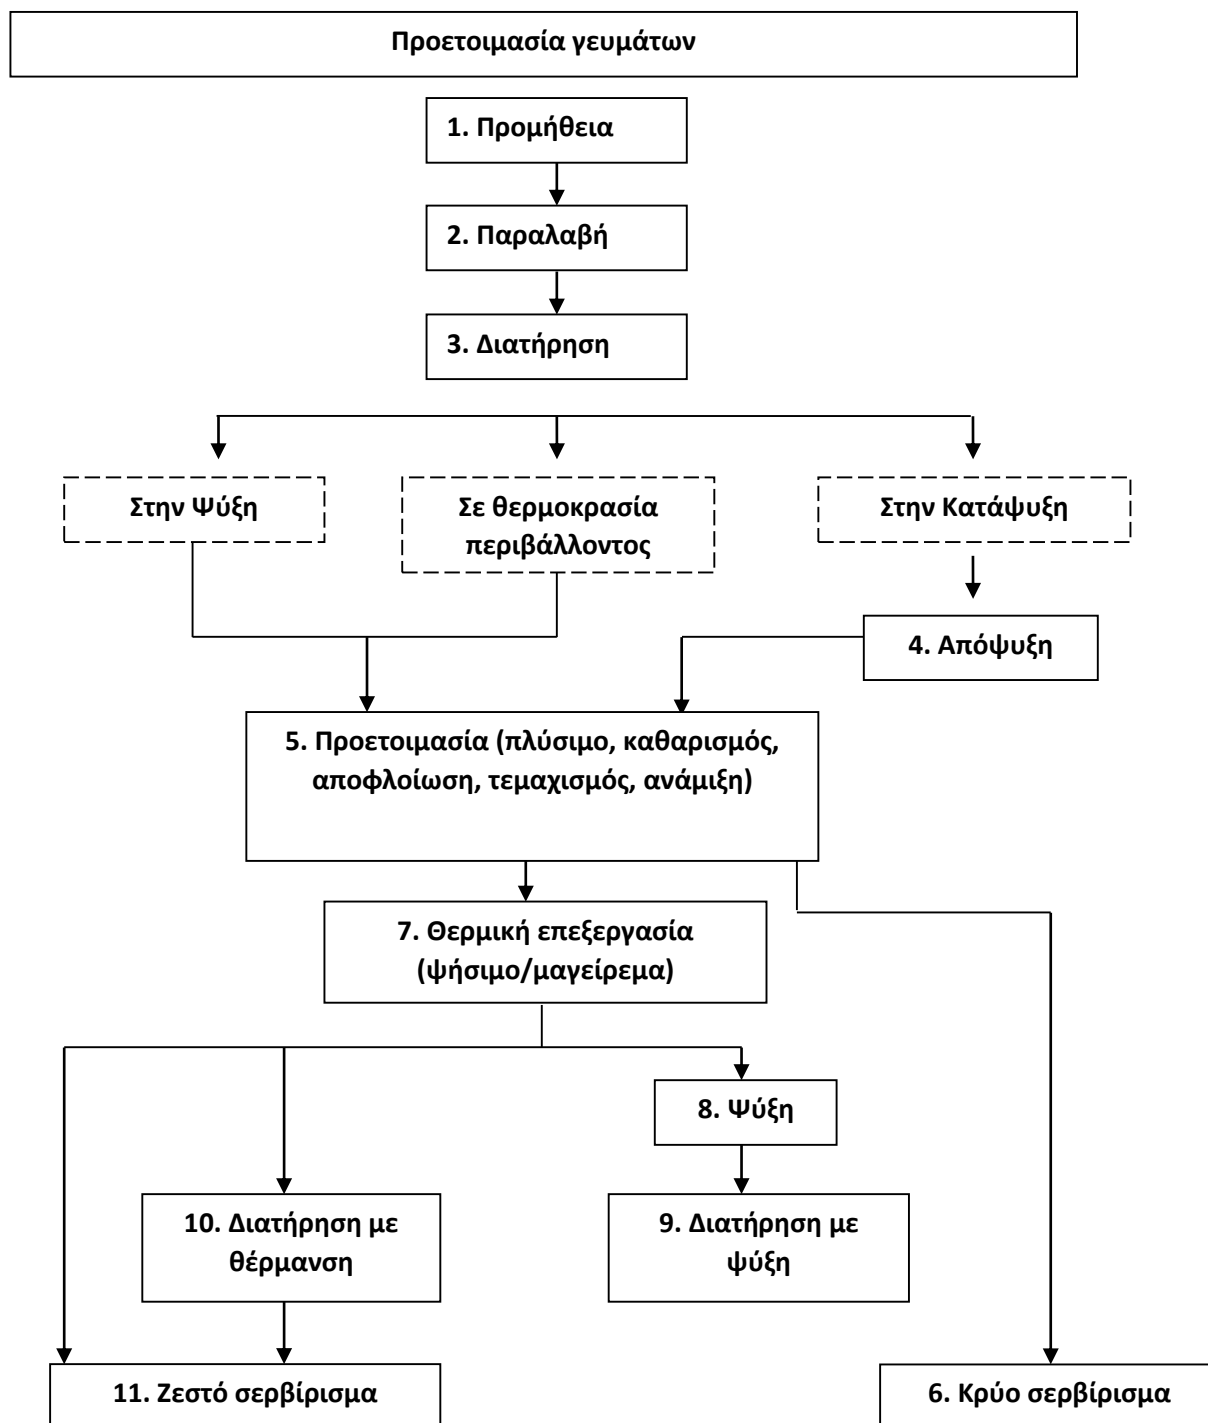 Προετοιμασία γευμάτων
1. Προμήθεια
2. Παραλαβή
3. Διατήρηση
Στην Ψύξη
Σε θερμοκρασία
περιβάλλοντος
Στην Κατάψυξη
4. Απόψυξη
5. Προετοιμασία (πλύσιμο, καθαρισμός,
αποφλοίωση, τεμαχισμός, ανάμιξη)
7. Θερμική επεξεργασία
(ψήσιμο/μαγείρεμα)
8. Ψύξη
10. Διατήρηση με
θέρμανση
9. Διατήρηση με
ψύξη
11. Ζεστό σερβίρισμα
6. Κρύο σερβίρισμα